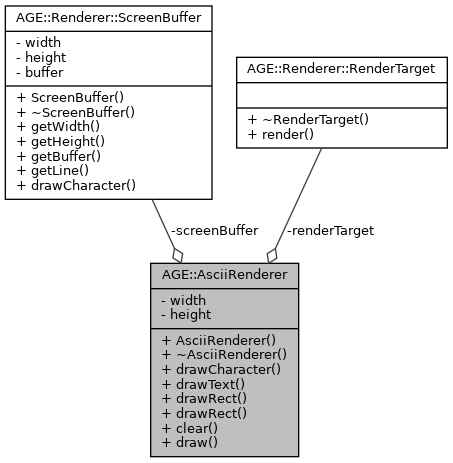 AGE::Renderer::ScreenBuffer
- width
- height
- buffer
+ ScreenBuffer()
+ ~ScreenBuffer()
+ getWidth()
+ getHeight()
+ getBuffer()
+ getLine()
+ drawCharacter()
AGE::Renderer::RenderTarget
+ ~RenderTarget()
+ render()
-screenBuffer
-renderTarget
AGE::AsciiRenderer
- width
- height
+ AsciiRenderer()
+ ~AsciiRenderer()
+ drawCharacter()
+ drawText()
+ drawRect()
+ drawRect()
+ clear()
+ draw()